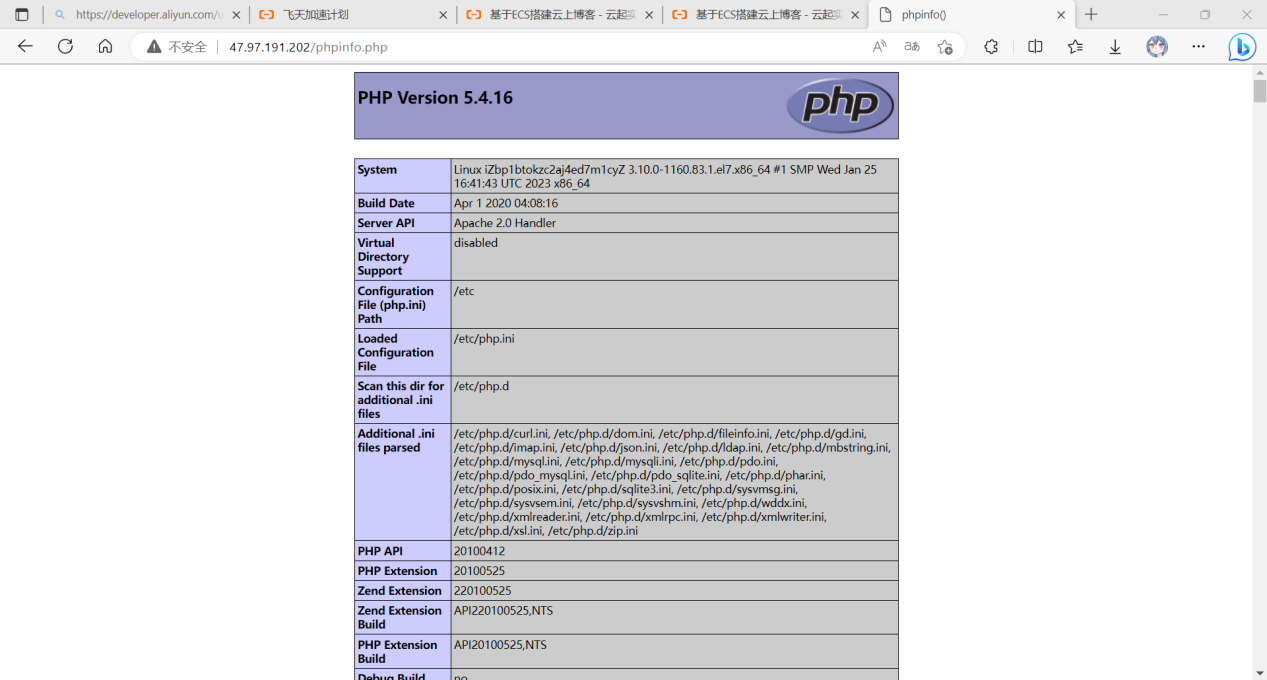 https://developer.aliyun.com/u
飞天加速计划
基于ECS搭建云上博客 - 云起实
基于ECS搭建云上博客 - 云起实
phpinfo()
不安全
47.97.191.202/phpinfo.php
PHP Version 5.4.16
php
System
Linux iZbp1btokzc2aj4ed7m1cyZ 3.10.0-1160.83.1.el7.x86_64 #1 SMP Wed Jan 25
16:41:43 UTC 2023 x86_64
Build Date
Apr 1 2020 04:08:16
Server API
Apache 2.0 Handler
Virtual
Directory
Support
disabled
Configuration
File (php.ini)
Path
/etc
Loaded
Configuration
File
/etc/php.ini
Scan this dir for
additional .ini
files
/etc/php.d
Additional .ini
files parsed
/etc/php.d/curl.ini, /etc/php.d/dom.ini, /etc/php.d/fileinfo.ini, /etc/php.d/gd.ini,
/etc/php.d/imap.ini, /etc/php.d/json.ini, /etc/php.d/ldap.ini, /etc/php.d/mbstring.ini,
/etc/php.d/mysql.ini, /etc/php.d/mysqli.ini, /etc/php.d/pdo.ini,
/etc/php.d/pdo_mysql.ini, /etc/php.d/pdo_sqlite.ini, /etc/php.d/phar.ini,
/etc/php.d/posix.ini, /etc/php.d/sqlite3.ini, /etc/php.d/sysvmsg.ini,
/etc/php.d/sysvsem.ini, /etc/php.d/sysvshm.ini, /etc/php.d/wddx.ini,
/etc/php.d/xmlreader.ini, /etc/php.d/xmlrpc.ini, /etc/php.d/xmlwriter.ini,
/etc/php.d/xsl.ini, /etc/php.d/zip.ini
PHP API
20100412
PHP Extension
20100525
Zend Extension
220100525
Zend Extension
Build
API220100525,NTS
PHP Extension
Build
API20100525,NTS
Debug Build
no